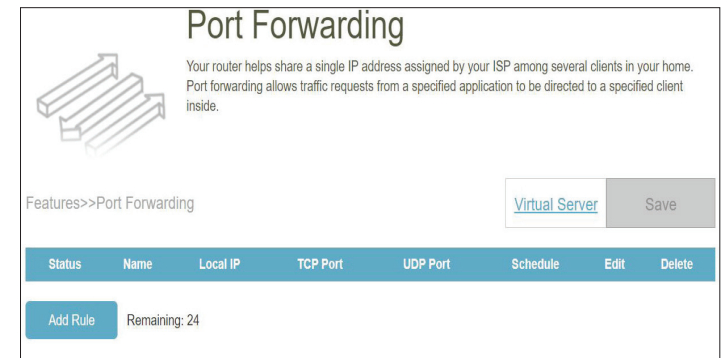 Port Forwarding
Your router helps share a single IP address assigned by your ISP among several clients in your home.
Port forwarding allows traffic requests from a specified application to be directed to a specified client
inside.
Features>>Port Forwarding
Virtual Server
Save
Status Name Local IP TCP Port UDP Port Schedule Edit Delete
Add Rule
Remaining: 24